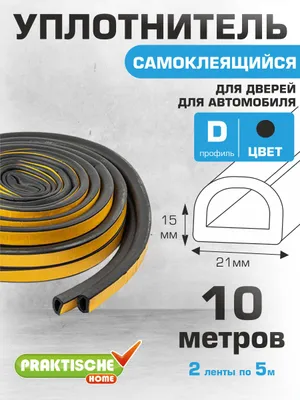 УПЛОТНИТЕЛЬ
САМОКЛЕЯЩИЙСЯ
ДЛЯ ДВЕРЕЙ
ДЛЯ АВТОМОБИЛЯ
D
профиль
ЦВЕТ
15
мм
21мм
10
метров
2 ленты по 5м
PRAKTISCHE
HOME